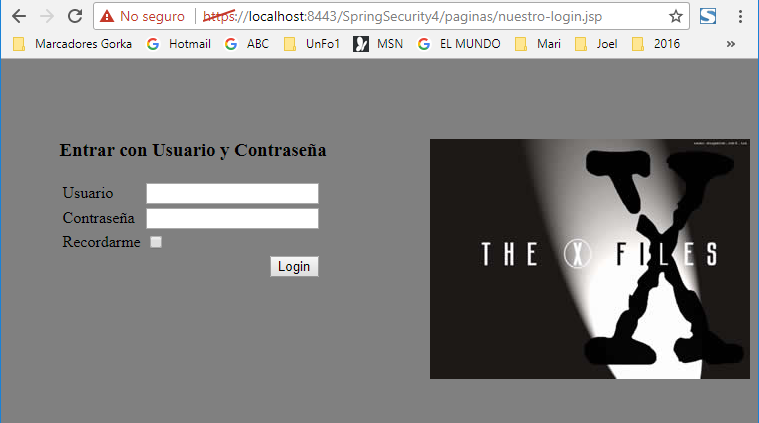 No seguro https://localhost:8443/SpringSecurity4/paginas/nuestro-login.jsp
Marcadores Gorka Hotmail ABC UnFo1 MSN EL MUNDO Mari Joel 2016 »
Entrar con Usuario y Contraseña
Usuario
Contraseña
Recordarme
Login
THE X FILES